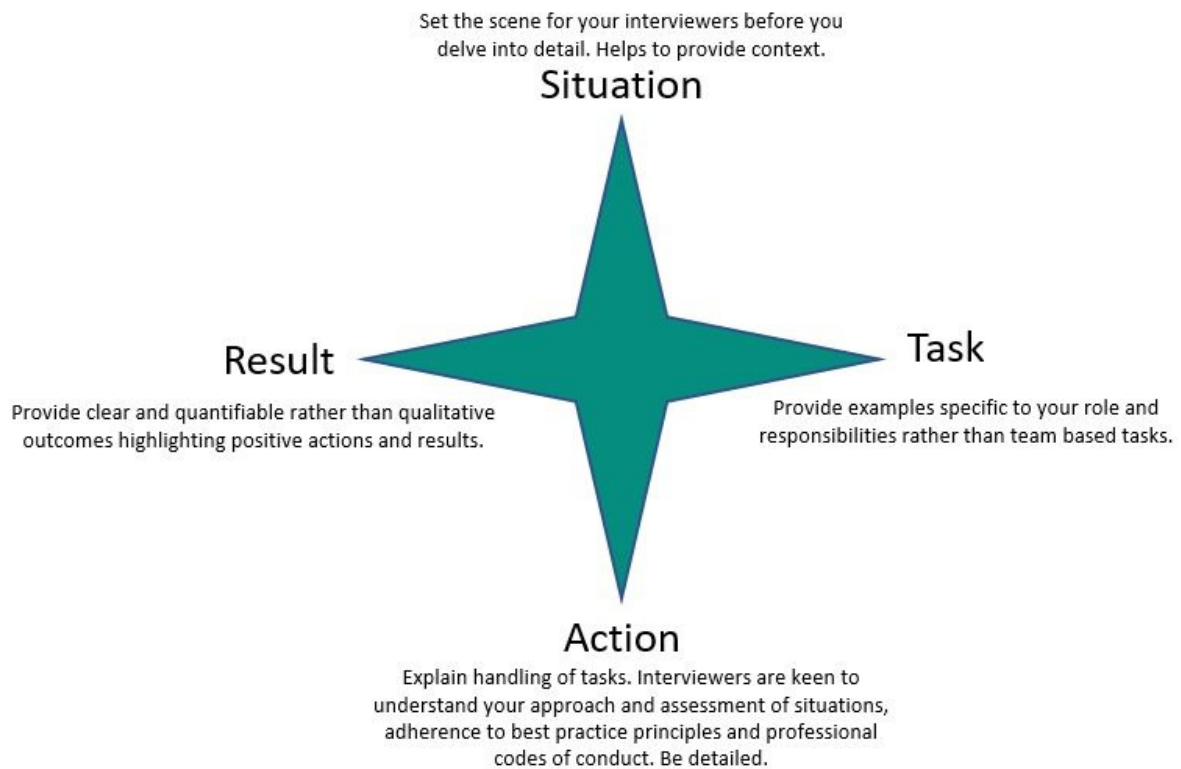 Set the scene for your interviewers before you
delve into detail. Helps to provide context.
Situation
Result
Provide clear and quantifiable rather than qualitative
outcomes highlighting positive actions and results.
Task
Provide examples specific to your role and
responsibilities rather than team based tasks.
Action
Explain handling of tasks. Interviewers are keen to
understand your approach and assessment of situations,
adherence to best practice principles and professional
codes of conduct. Be detailed.